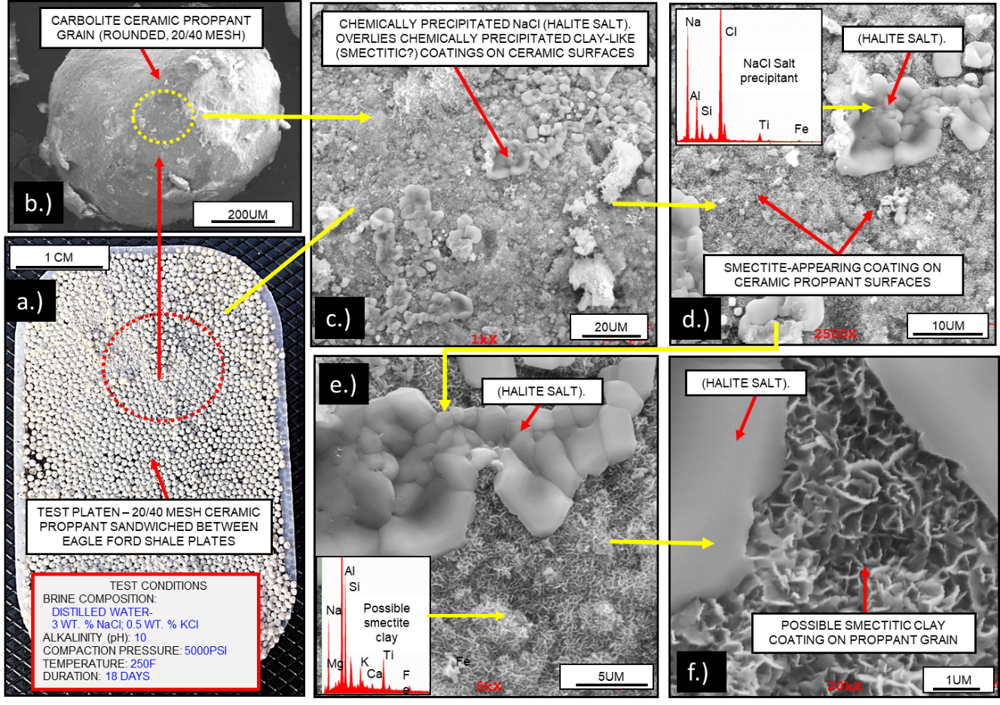 CARBOLITE CERAMIC PROPPANT
GRAIN (ROUNDED, 20/40 MESH)
b.)
200UM
CHEMICALLY PRECIPITATED NaCl (HALITE SALT).
OVERLIES CHEMICALLY PRECIPITATED CLAY-LIKE
(SMECTITIC?) COATINGS ON CERAMIC SURFACES
c.)
1kX
20UM
Na
Cl
Al
Si
Ti
Fe
NaCl Salt
precipitant
(HALITE SALT).
SMECTITE-APPEARING COATING ON
CERAMIC PROPPANT SURFACES
d.)
2500X
10UM
1 CM
a.)
TEST PLATEN – 20/40 MESH CERAMIC
PROPPANT SANDWICHED BETWEEN
EAGLE FORD SHALE PLATES
TEST CONDITIONS
BRINE COMPOSITION:
DISTILLED WATER-
3 WT. % NaCl; 0.5 WT. % KCl
ALKALINITY (pH): 10
COMPACTION PRESSURE: 5000PSI
TEMPERATURE: 250F
DURATION: 18 DAYS
e.)
(HALITE SALT).
Al
Si
Na
Mg
K
Ca
Ti
F
e
Possible
smectite
clay
Fe
5kX
5UM
(HALITE SALT).
POSSIBLE SMECTITIC CLAY
COATING ON PROPPANT GRAIN
f.)
20kX
1UM